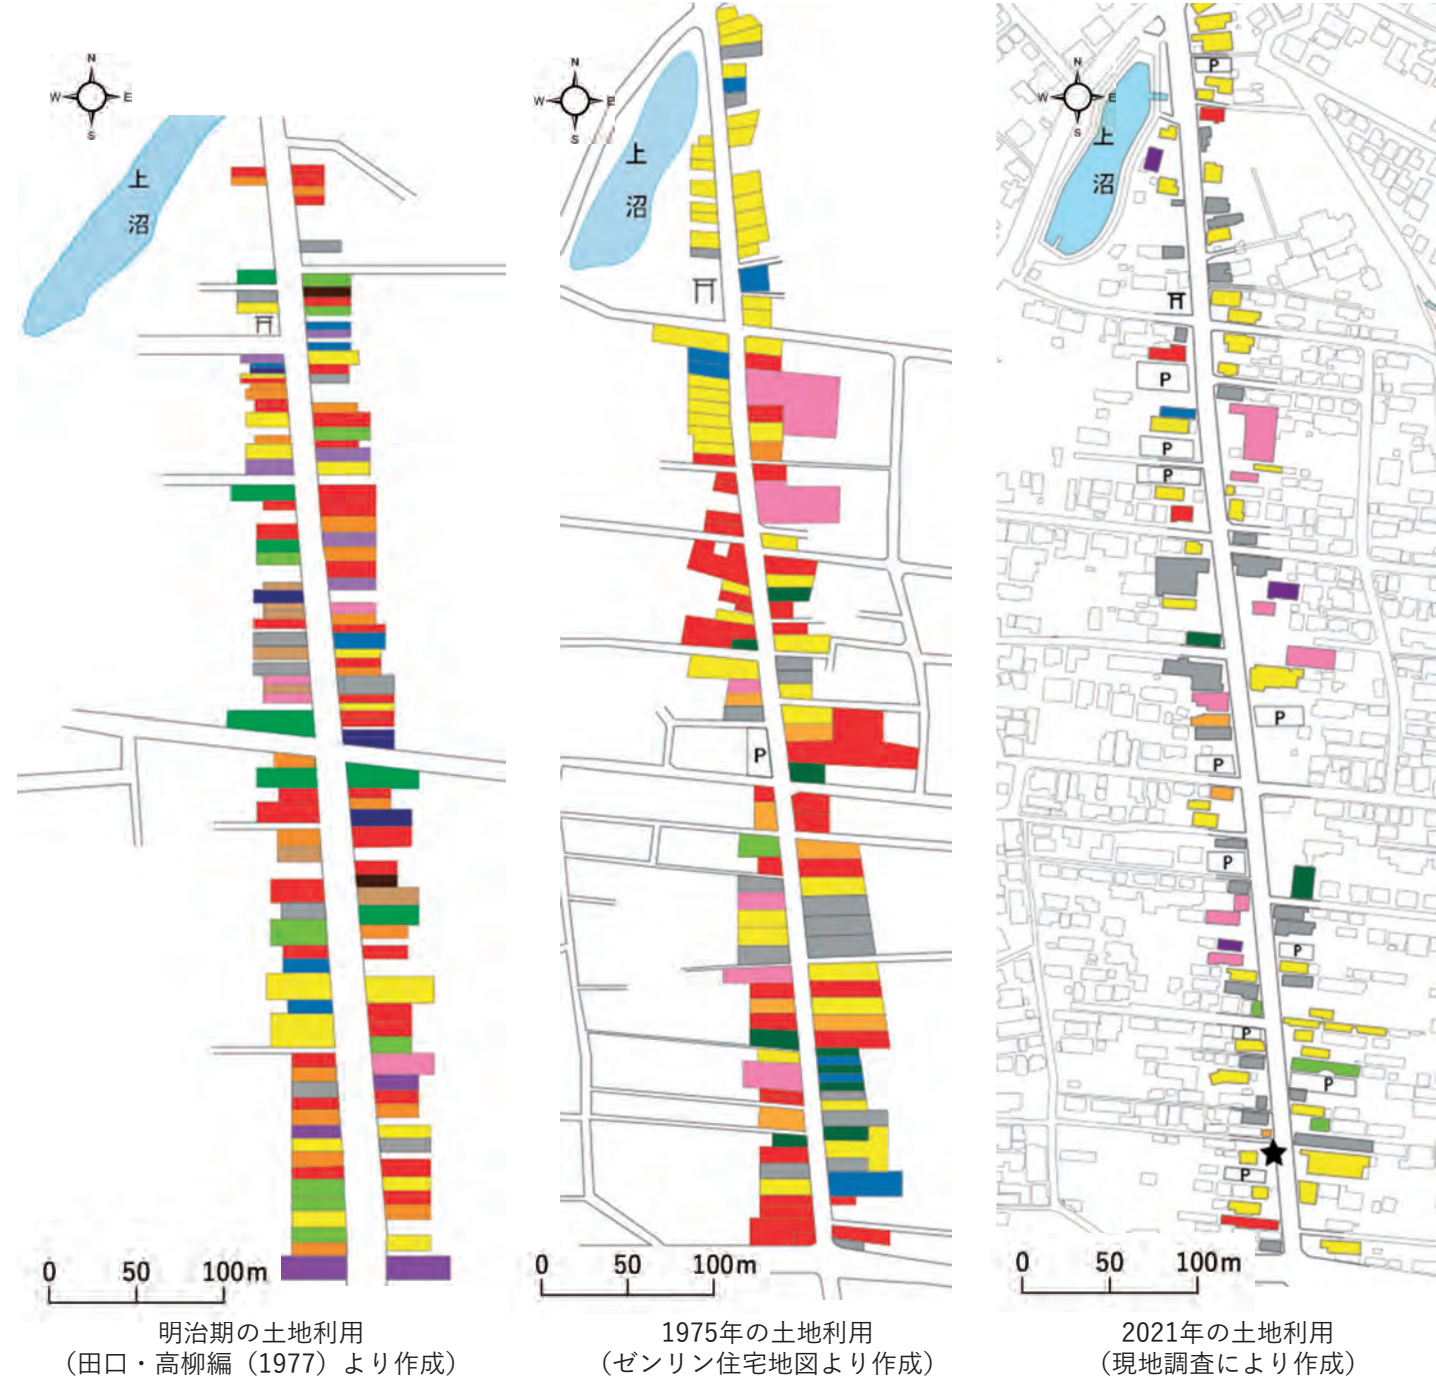 N
W E
S
上
沼
0 50 100m
明治期の土地利用
（田口・高柳編（1977）より作成）
N
W E
S
上
沼
P
0 50 100m
1975年の土地利用
（ゼンリン住宅地図より作成）
N
W E
S
上
沼
P
P
P
P
P
P
P
P
P
P
P
0 50 100m
2021年の土地利用
（現地調査により作成）